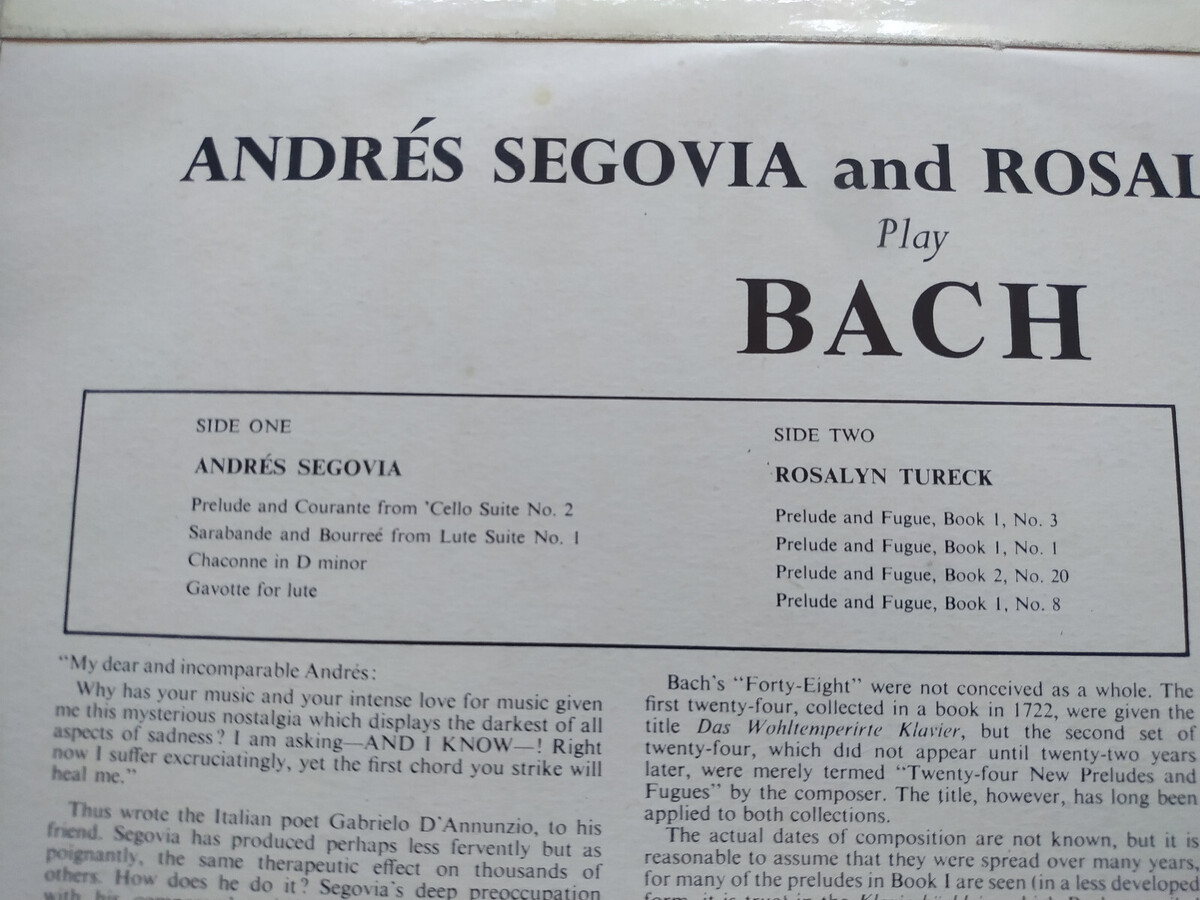 ANDRÉS SEGOVIA and ROSAL
Play
BACH
SIDE ONE
ANDRÉS SEGOVIA
Prelude and Courante from 'Cello Suite No. 2
Sarabande and Bourreé from Lute Suite No. 1
Chaconne in D minor
Gavotte for lute
SIDE TWO
ROSALYN TURECK
Prelude and Fugue, Book 1, No. 3
Prelude and Fugue, Book 1, No. 1
Prelude and Fugue, Book 2, No. 20
Prelude and Fugue, Book 1, No. 8
"My dear and incomparable Andrés:
Why has your music and your intense love for music given
me this mysterious nostalgia which displays the darkest of all
aspects of sadness? I am asking—AND I KNOW—! Right
now I suffer excruciatingly, yet the first chord you strike will
heal me."
Thus wrote the Italian poet Gabrielo D'Annunzio, to his
friend. Segovia has produced perhaps less fervently but as
poignantly, the same therapeutic effect on thousands of
others. How does he do it? Segovia's deep preoccupation
with his
Bach's "Forty-Eight" were not conceived as a whole. The
first twenty-four, collected in a book in 1722, were given the
title Das Wohltemperirte Klavier, but the second set of
twenty-four, which did not appear until twenty-two years
later, were merely termed "Twenty-four New Preludes and
Fugues" by the composer. The title, however, has long been
applied to both collections.
The actual dates of composition are not known, but it is
reasonable to assume that they were spread over many years,
for many of the preludes in Book 1 are seen (in a less developed
form, it is true) in the